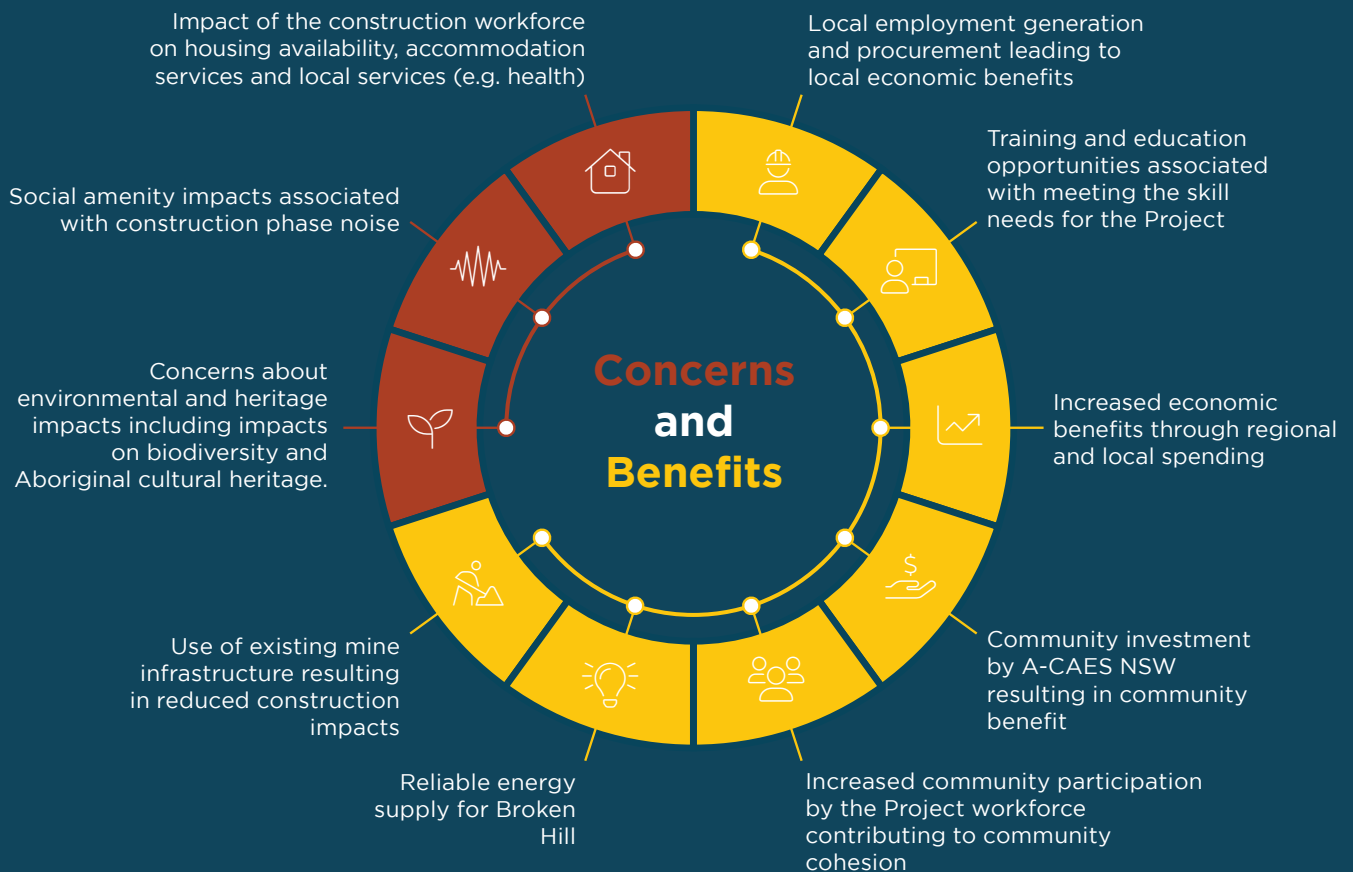 Impact of the construction workforce
on housing availability, accommodation
services and local services (e.g. health)
Local employment generation
and procurement leading to
local economic benefits
Training and education
opportunities associated
with meeting the skill
needs for the Project
Social amenity impacts associated
with construction phase noise
Concerns about
environmental and heritage
impacts including impacts
on biodiversity and
Aboriginal cultural heritage.
Concerns
and
Benefits
Increased economic
benefits through regional
and local spending
Use of existing mine
infrastructure resulting
in reduced construction
impacts
Community investment
by A-CAES NSW
resulting in community
benefit
Reliable energy
supply for Broken
Hill
Increased community participation
by the Project workforce
contributing to community
cohesion